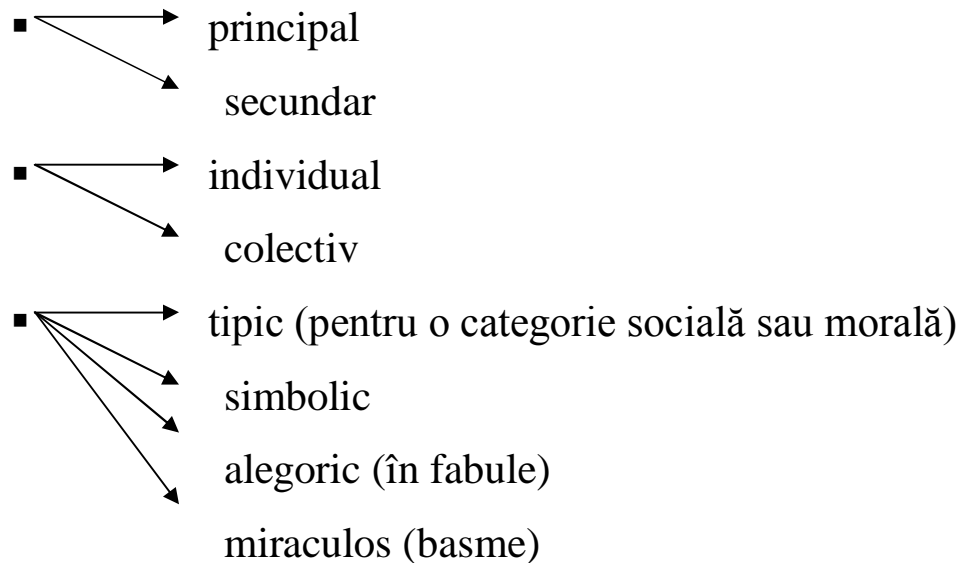 ▪ principal
secundar
▪ individual
colectiv
▪ tipic (pentru o categorie socială sau morală)
simbolic
alegoric (în fabule)
miraculos (basme)